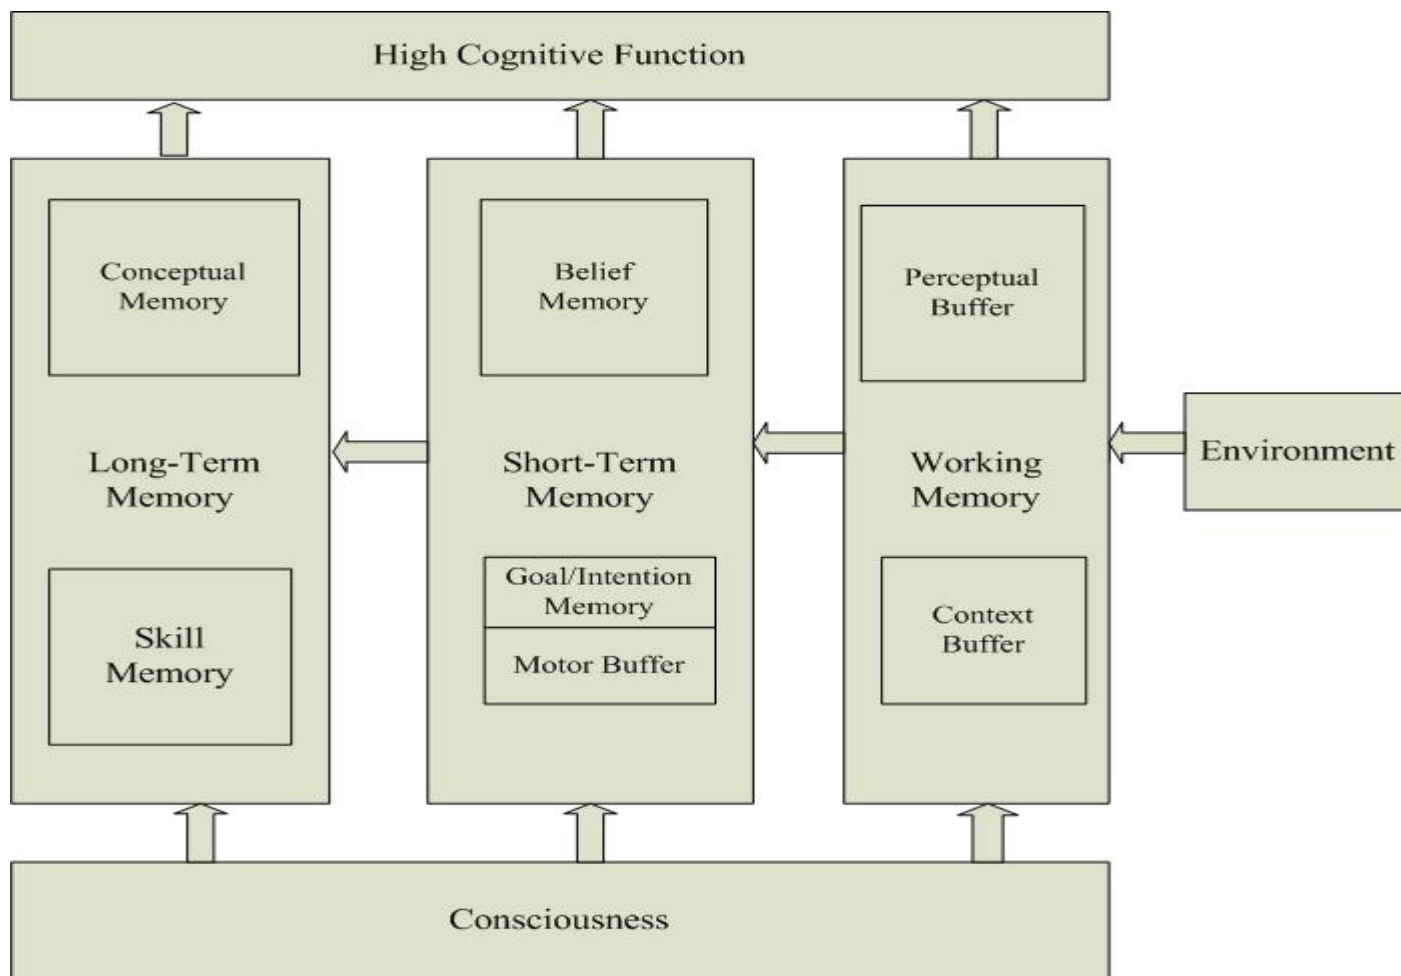 High Cognitive Function
Conceptual
Memory
Long-Term
Memory
Skill
Memory
Belief
Memory
Short-Term
Memory
Goal/Intention
Memory
Motor Buffer
Perceptual
Buffer
Working
Memory
Context
Buffer
Environment
Consciousness